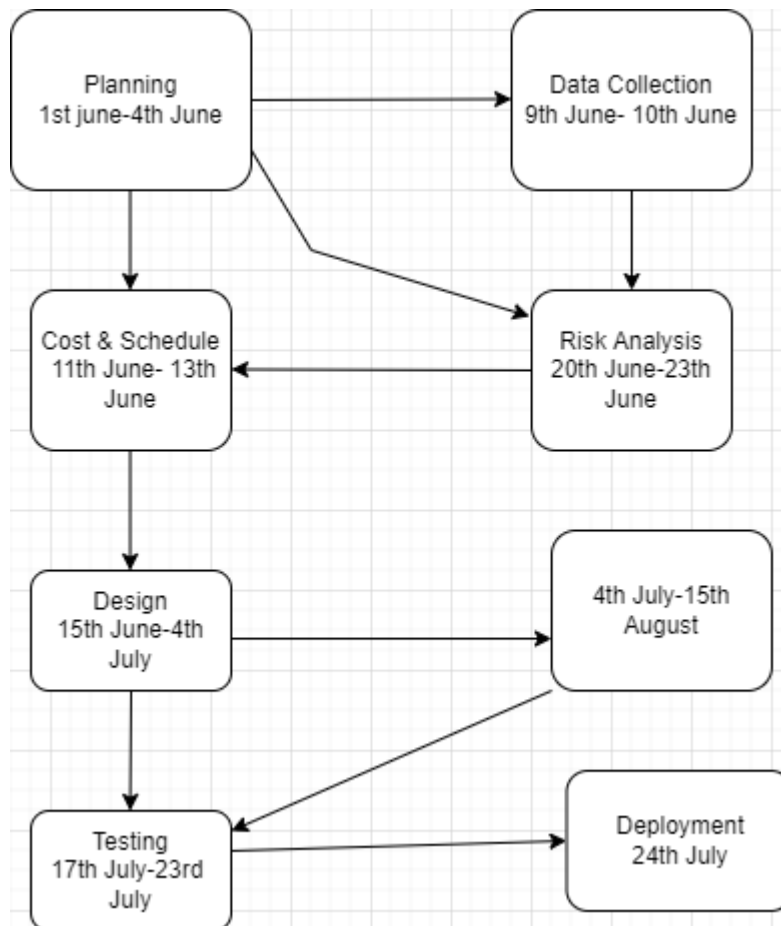 Planning
1st june-4th June
Data Collection
9th June- 10th June
Cost & Schedule
11th June- 13th
June
Risk Analysis
20th June-23th
June
Design
15th June-4th
July
4th July-15th
August
Testing
17th July-23rd
July
Deployment
24th July